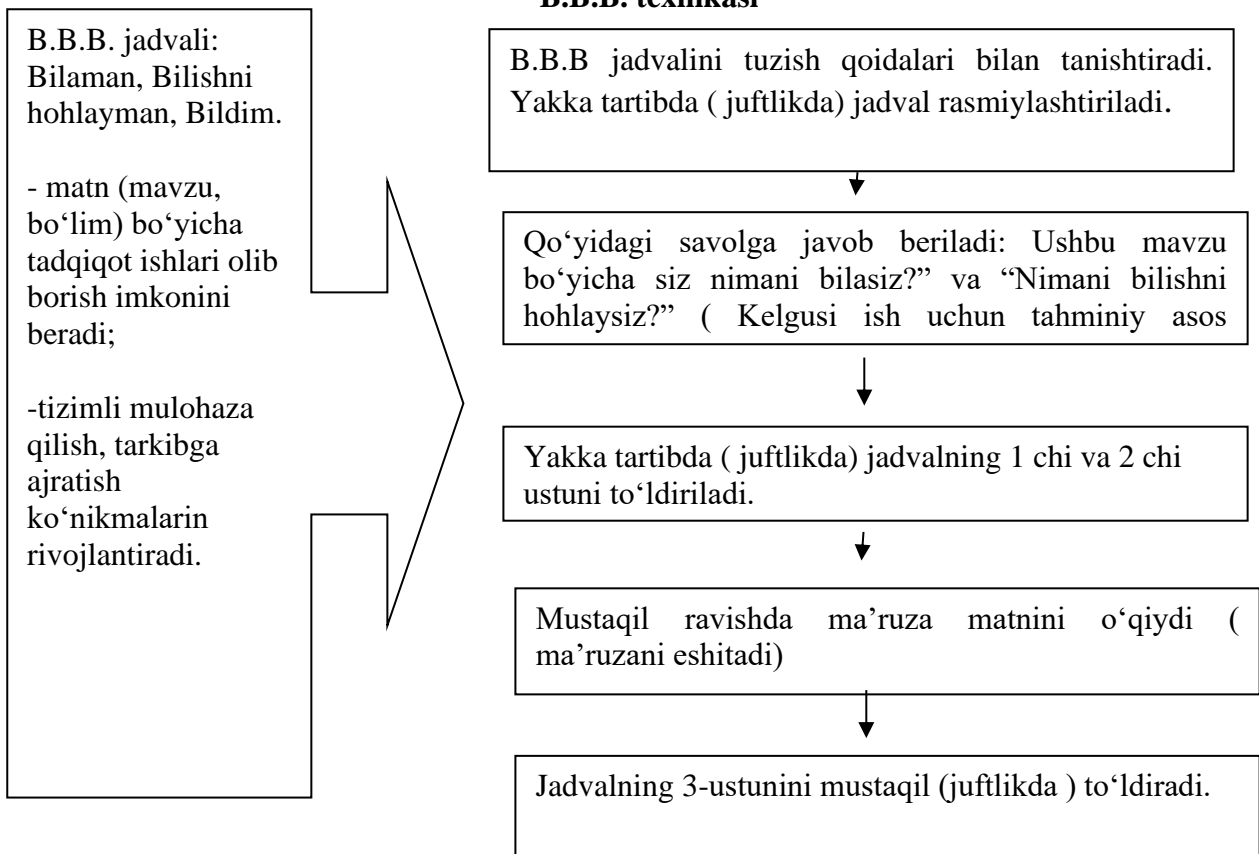 B.B.B. texnikasi
B.B.B. jadvali:
Bilaman, Bilishni
hohlayman, Bildim.
- matn (mavzu,
bo‘lim) bo‘yicha
tadqiqot ishlari olib
borish imkonini
beradi;
-tizimli mulohaza
qilish, tarkibga
ajratish
ko‘nikmalarin
rivojlantiradi.
B.B.B jadvalini tuzish qoidalari bilan tanishtiradi.
Yakka tartibda ( juftlikda) jadval rasmiylashtiriladi.
Qo‘yidagi savolga javob beriladi: Ushbu mavzu
bo‘yicha siz nimani bilasiz?” va “Nimani bilishni
hohlaysiz?” ( Kelgusi ish uchun tahminiy asos
Yakka tartibda ( juftlikda) jadvalning 1 chi va 2 chi
ustuni to‘ldiriladi.
Mustaqil ravishda ma’ruza matnini o‘qiydi (
ma’ruzani eshitadi)
Jadvalning 3-ustunini mustaqil (juftlikda ) to‘ldiradi.